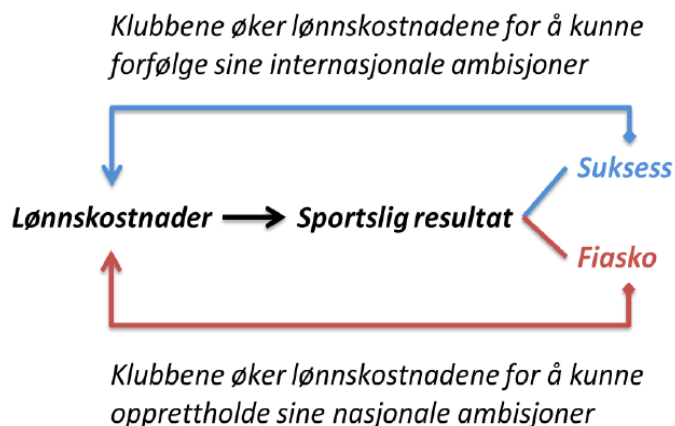 Klubbene øker lønnskostnadene for å kunne
forfølge sine internasjonale ambisjoner
Suksess
Lønnskostnader
Sportslig resultat
Fiasko
Klubbene øker lønnskostnadene for å kunne
opprettholde sine nasjonale ambisjoner